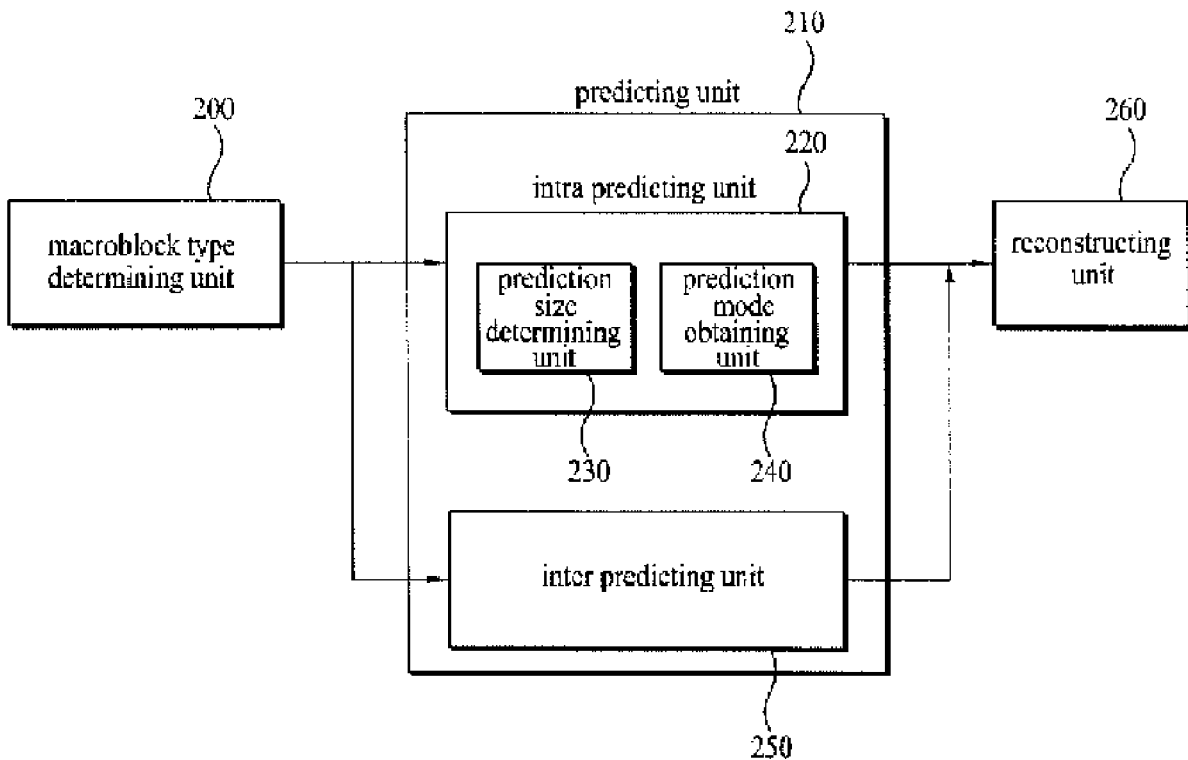 210
predicting unit
200
260
220
intra predicting unit
macroblock type
determining unit
reconstructing
unit
prediction
size
determining
unit
prediction
mode
obtaining
unit
230
240
inter predicting unit
250